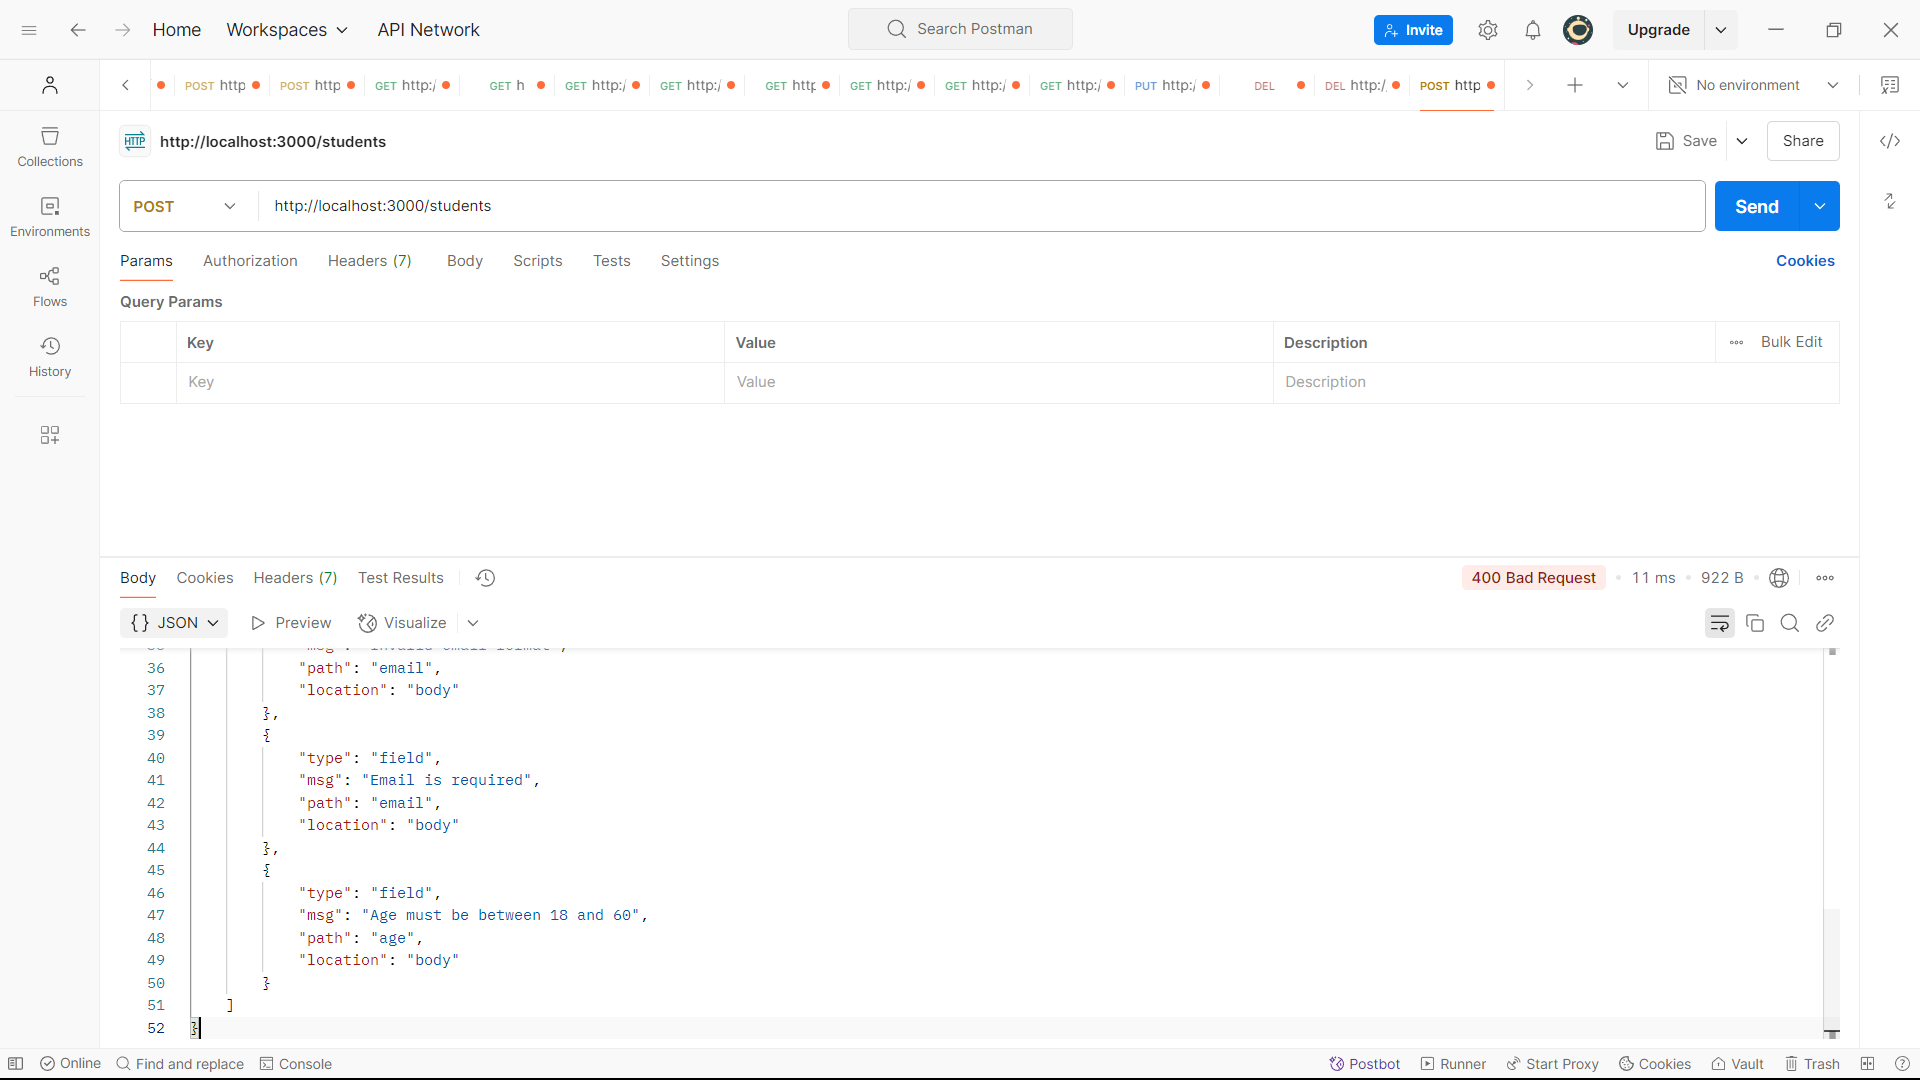 Home Workspaces API Network Search Postman Invite Upgrade
POST http POST http GET http:/ GET h GET http:/ GET http:/ GET http: GET http:/ GET http:/ GET http:/ PUT http:/ DEL DEL http:/ POST http No environment
HTTP http://localhost:3000/students Save Share
Collections
POST http://localhost:3000/students Send
Environments
Params Authorization Headers (7) Body Scripts Tests Settings Cookies
Flows
Query Params
Key Value Description Bulk Edit
History
Key Value Description
Body Cookies Headers (7) Test Results 400 Bad Request 11 ms 922 B
{} JSON Preview Visualize
36 "path": "email",
37 "location": "body"
38 },
39 {
40 "type": "field",
41 "msg": "Email is required",
42 "path": "email",
43 "location": "body"
44 },
45 {
46 "type": "field",
47 "msg": "Age must be between 18 and 60",
48 "path": "age",
49 "location": "body"
50 }
51 ]
52 }
Online Find and replace Console Postbot Runner Start Proxy Cookies Vault Trash